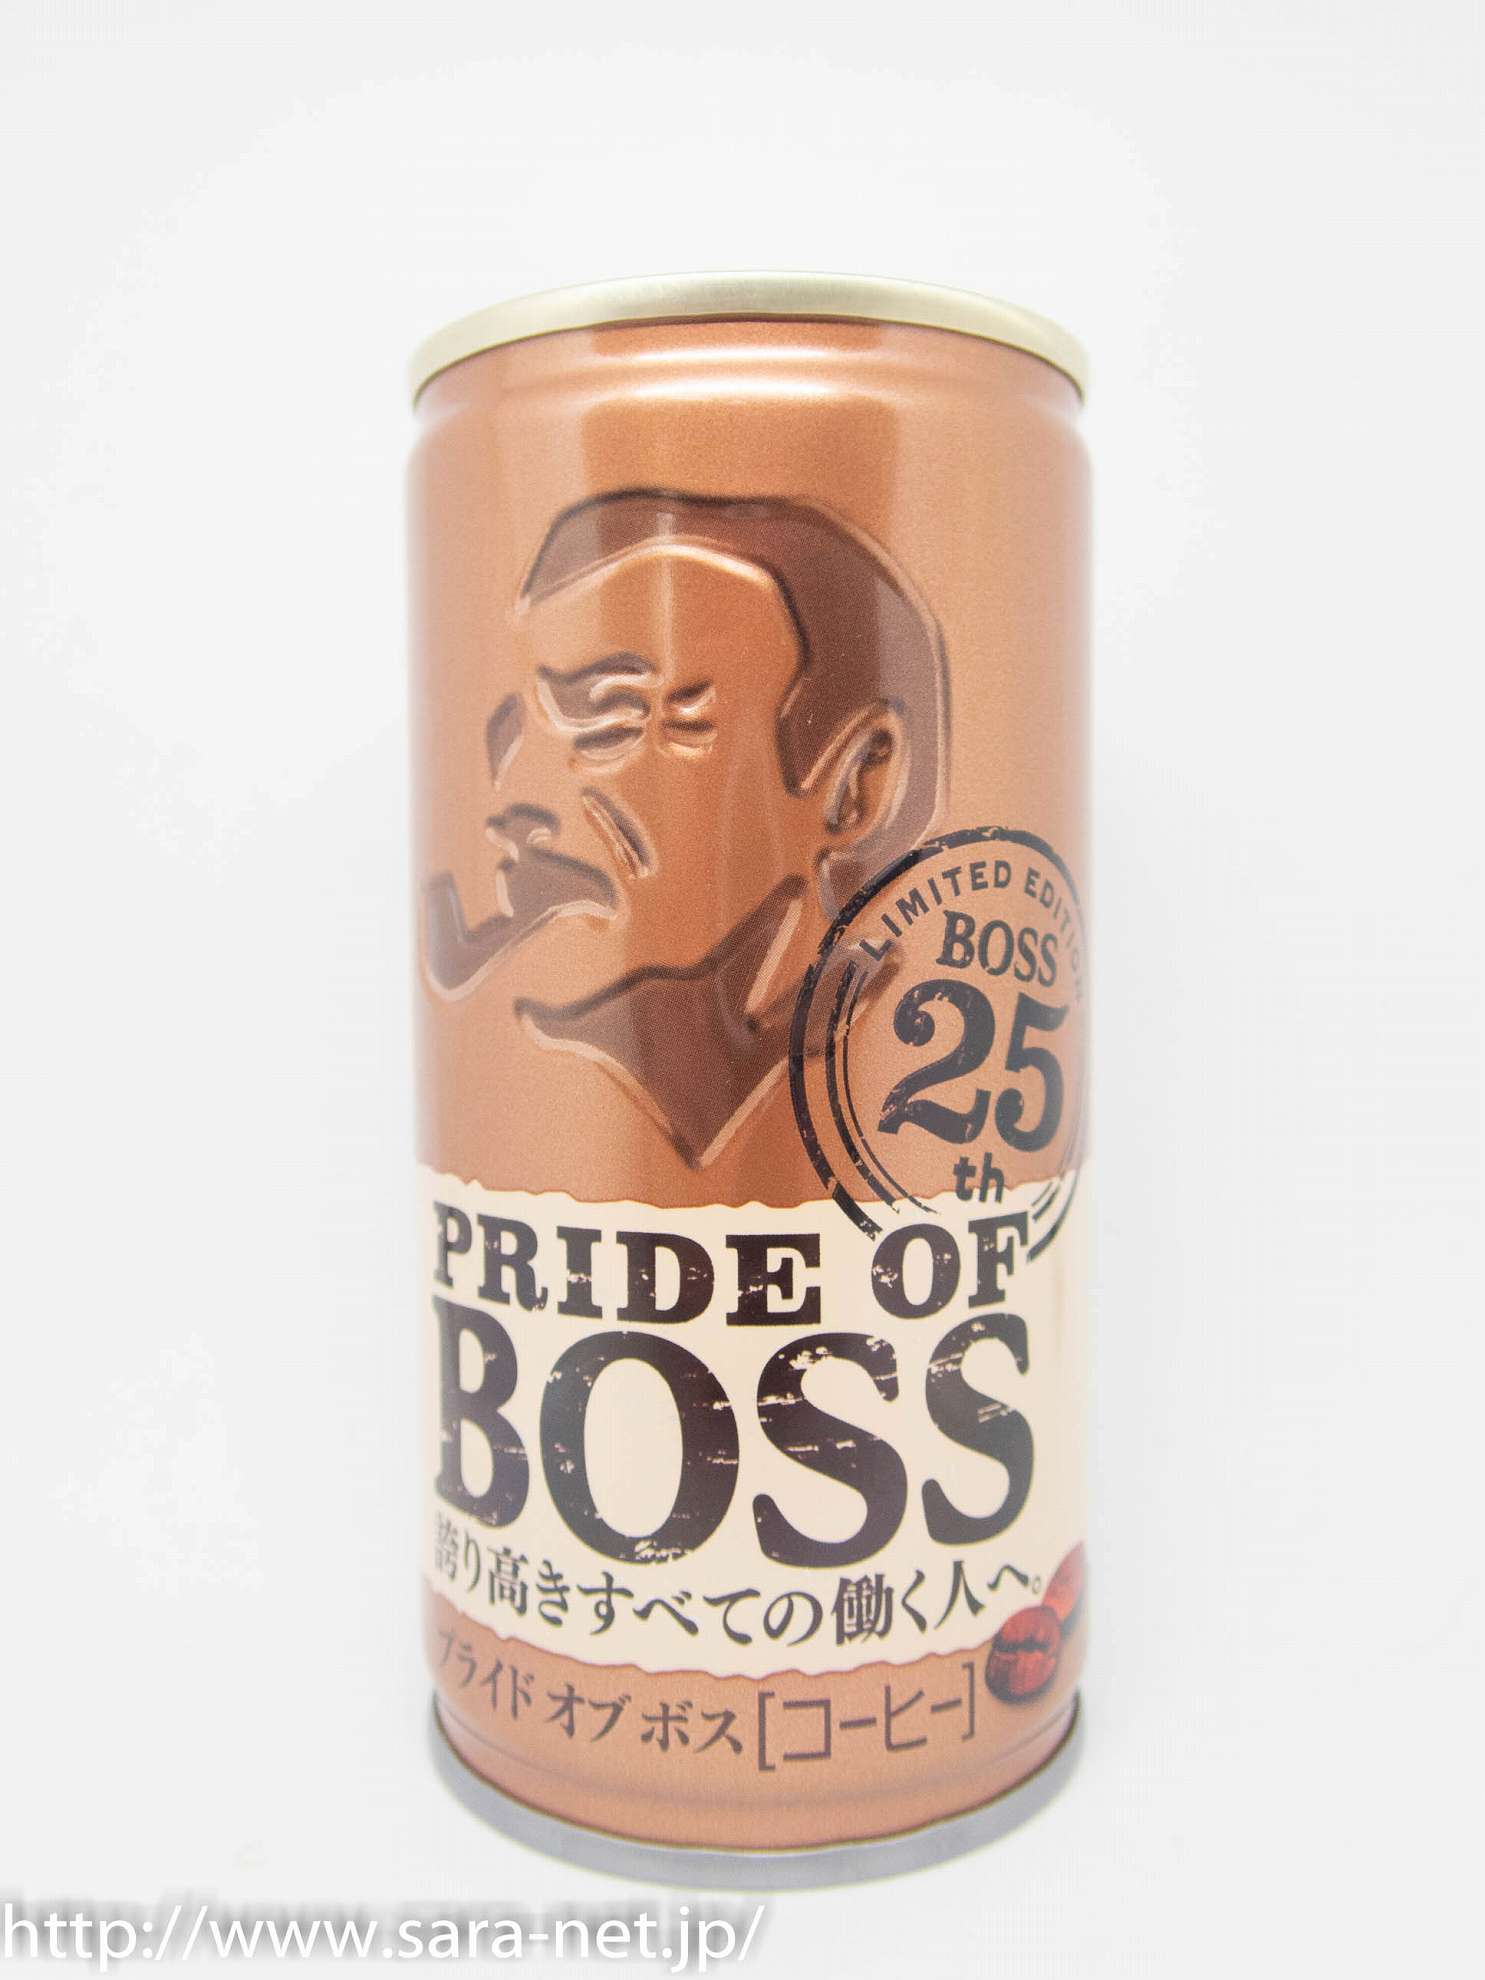 LIMITED EDITION
BOSS
25
th
PRIDE OF
BOSS
誇り高きすべての働く人へ。
プライド オブ ボス [コーヒー]
http://www.sara-net.jp/